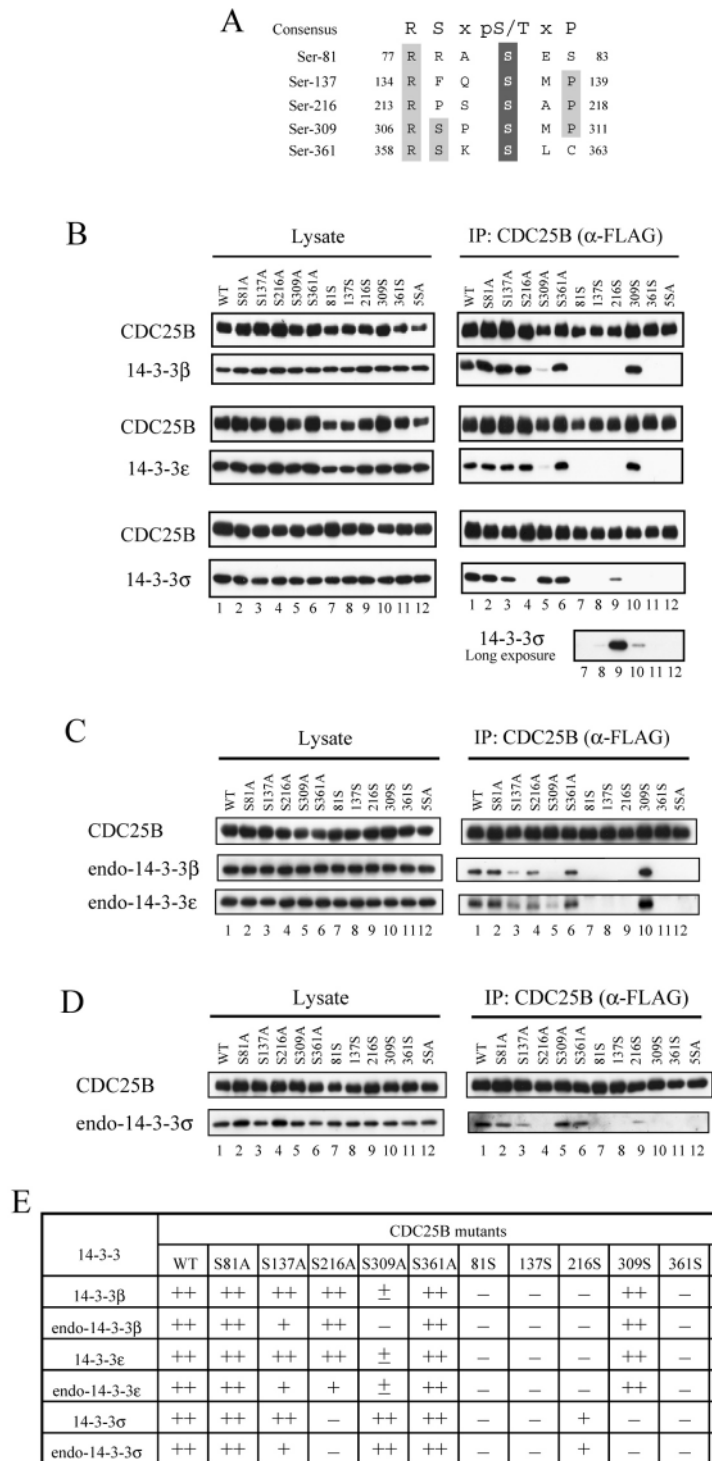 A
Consensus R S x pS/T x P
Ser-81 77 R R A S E S 83
Ser-137 134 R F Q S M P 139
Ser-216 213 R P S S A P 218
Ser-309 306 R S P S M P 311
Ser-361 358 R S K S L C 363
B
Lysate IP: CDC25B (α-FLAG)
WT S81A S137A S216A S309A S361A 81S 137S 216S 309S 361S 5SA WT S81A S137A S216A S309A S361A 81S 137S 216S 309S 361S 5SA
CDC25B
14-3-3β
CDC25B
14-3-3ε
CDC25B
14-3-3σ
1 2 3 4 5 6 7 8 9 10 11 12 1 2 3 4 5 6 7 8 9 10 11 12
14-3-3σ
Long exposure
7 8 9 10 11 12
C
Lysate IP: CDC25B (α-FLAG)
WT S81A S137A S216A S309A S361A 81S 137S 216S 309S 361S 5SA WT S81A S137A S216A S309A S361A 81S 137S 216S 309S 361S 5SA
CDC25B
endo-14-3-3β
endo-14-3-3ε
1 2 3 4 5 6 7 8 9 10 11 12 1 2 3 4 5 6 7 8 9 10 11 12
D
Lysate IP: CDC25B (α-FLAG)
WT S81A S137A S216A S309A S361A 81S 137S 216S 309S 361S 5SA WT S81A S137A S216A S309A S361A 81S 137S 216S 309S 361S 5SA
CDC25B
endo-14-3-3σ
1 2 3 4 5 6 7 8 9 10 11 12 1 2 3 4 5 6 7 8 9 10 11 12
E
CDC25B mutants
14-3-3 WT S81A S137A S216A S309A S361A 81S 137S 216S 309S 361S
14-3-3β ++ ++ ++ ++ ± ++ − − − ++ −
endo-14-3-3β ++ ++ + ++ − ++ − − − ++ −
14-3-3ε ++ ++ ++ ++ ± ++ − − − ++ −
endo-14-3-3ε ++ ++ + + ± ++ − − − ++ −
14-3-3σ ++ ++ ++ − ++ ++ − − + − −
endo-14-3-3σ ++ ++ + − ++ ++ − − + − −